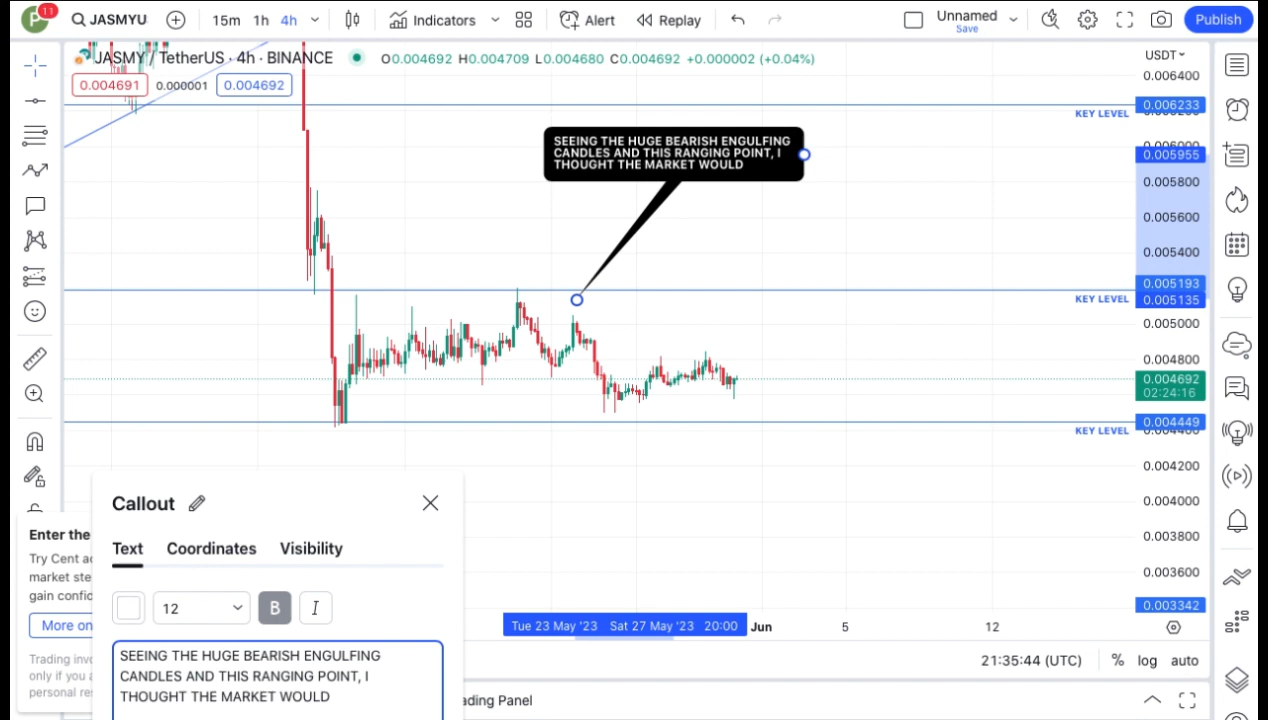 P 11 JASMYU 15m 1h 4h Indicators Alert Replay Unnamed Save Publish
JASMY / TetherUS · 4h · BINANCE O0.004692 H0.004709 L0.004680 C0.004692 +0.000002 (+0.04%) USDT
0.004691 0.000001 0.004692
0.006400
0.006233
KEY LEVEL
SEEING THE HUGE BEARISH ENGULFING
CANDLES AND THIS RANGING POINT, I
THOUGHT THE MARKET WOULD
0.005955
0.005800
0.005600
0.005400
0.005193
KEY LEVEL 0.005135
0.005000
0.004800
0.004692
02:24:16
0.004449
KEY LEVEL
0.004200
0.004000
0.003800
0.003600
0.003342
Tue 23 May '23 Sat 27 May '23 20:00 Jun 5 12
21:35:44 (UTC) % log auto
ading Panel
Callout
Text Coordinates Visibility
12 B I
SEEING THE HUGE BEARISH ENGULFING
CANDLES AND THIS RANGING POINT, I
THOUGHT THE MARKET WOULD
Enter the
Try Cent ac
market ste
gain confid
More on
Trading inv
only if you a
personal res